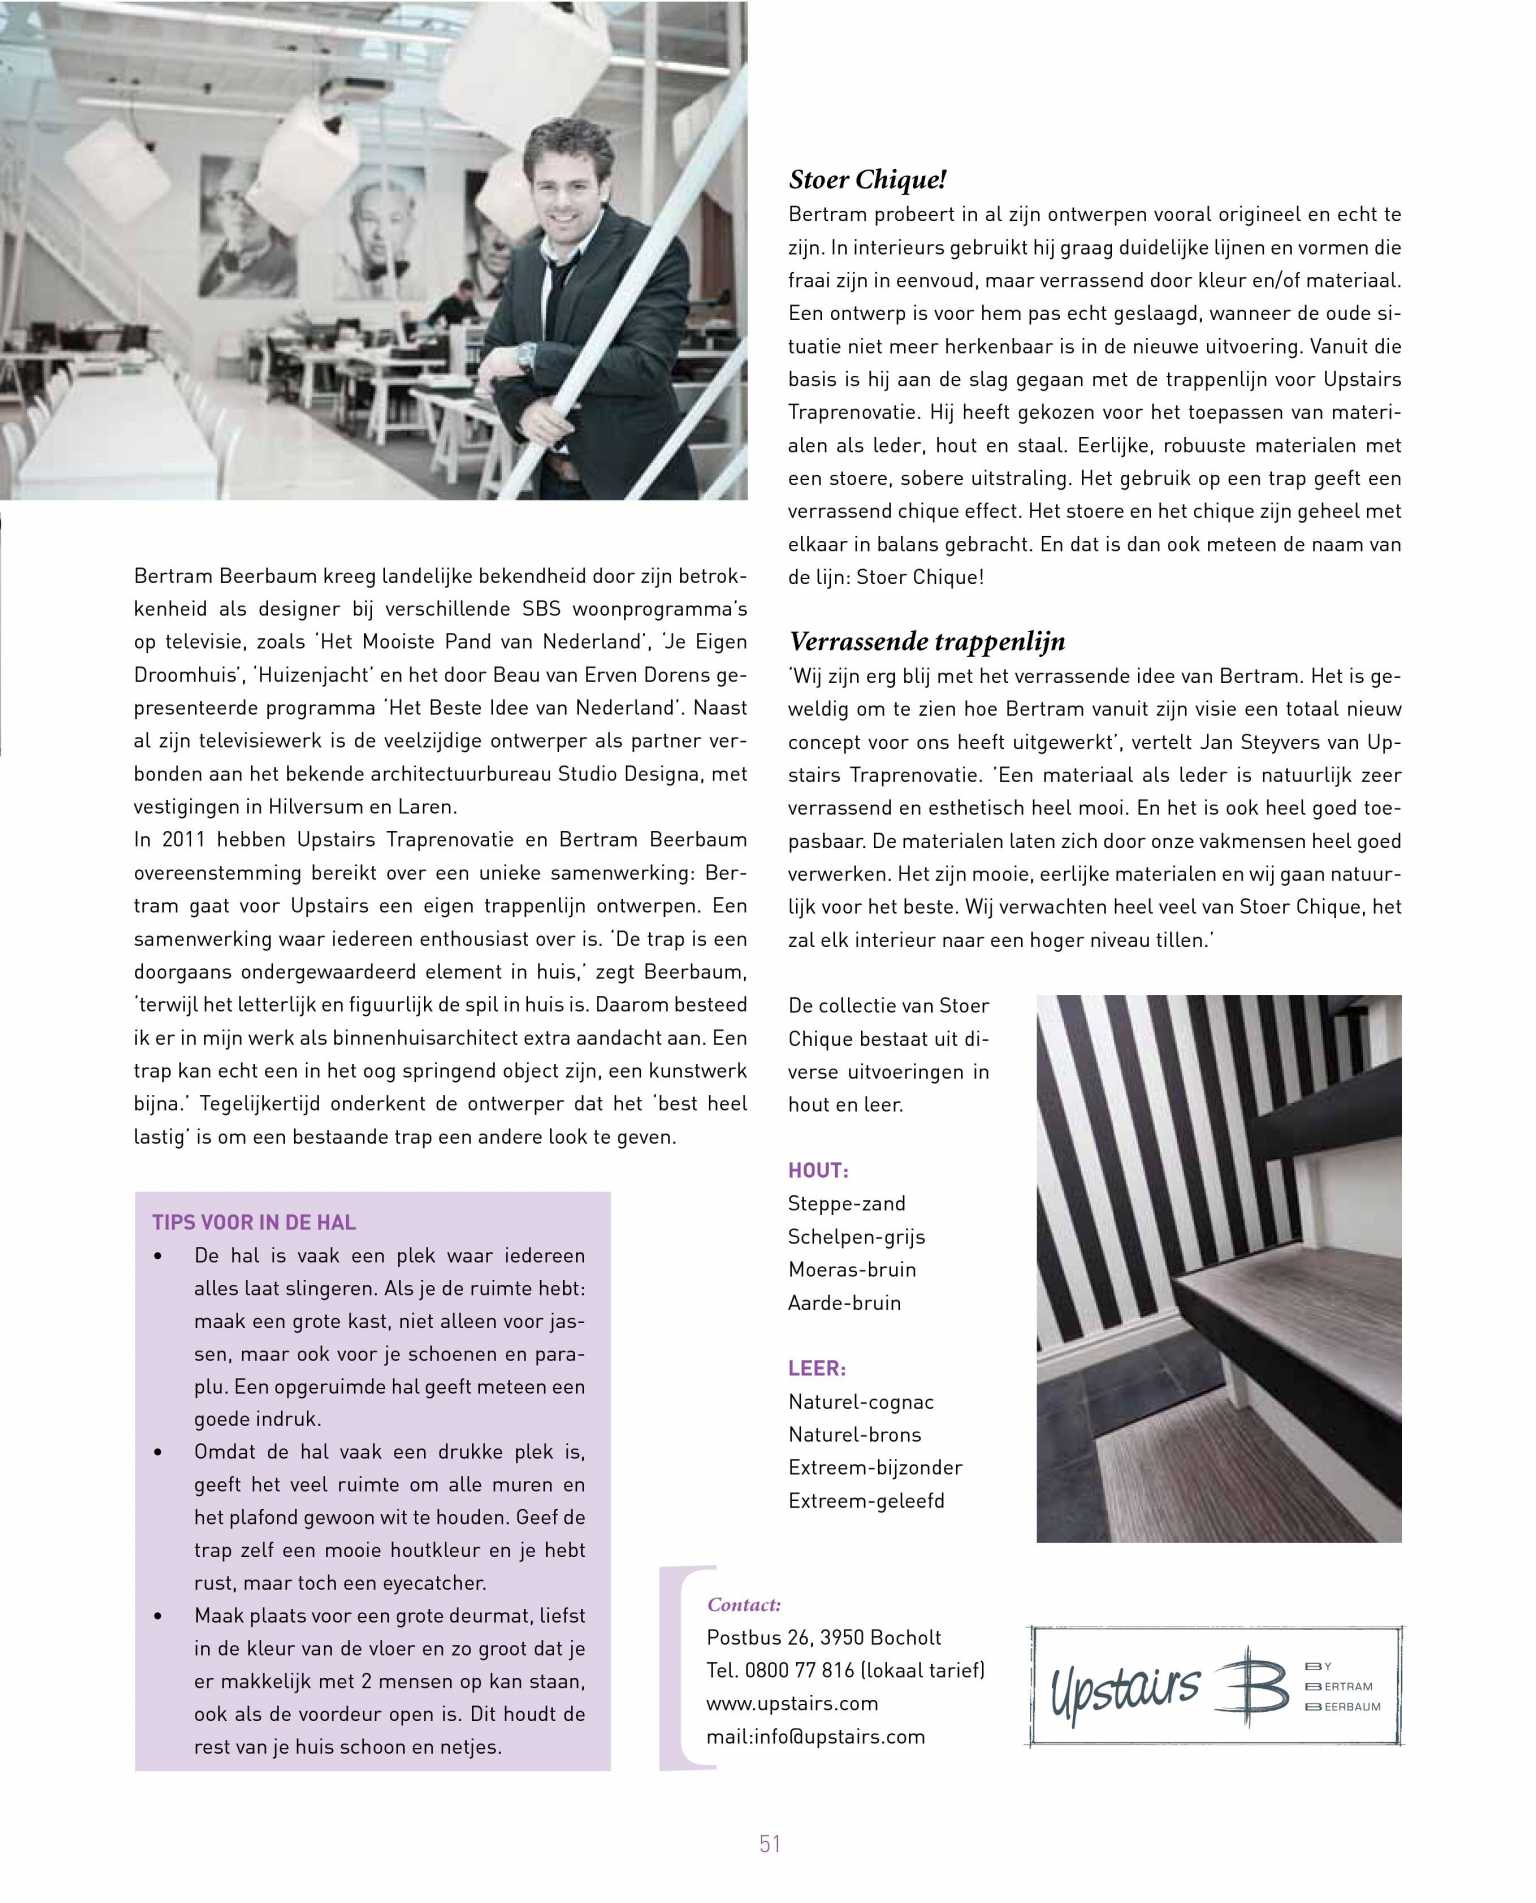 Bertram Beerbaum kreeg landelijke bekendheid door zijn betrok-
kenheid als designer bij verschillende SBS woonprogramma's
op televisie, zoals 'Het Mooiste Pand van Nederland', 'Je Eigen
Droomhuis', 'Huizenjacht' en het door Beau van Erven Dorens ge-
presenteerde programma 'Het Beste Idee van Nederland'. Naast
al zijn televisiewerk is de veelzijdige ontwerper als partner ver-
bonden aan het bekende architectuurbureau Studio Designa, met
vestigingen in Hilversum en Laren.
In 2011 hebben Upstairs Traprenovatie en Bertram Beerbaum
overeenstemming bereikt over een unieke samenwerking: Ber-
tram gaat voor Upstairs een eigen trappenlijn ontwerpen. Een
samenwerking waar iedereen enthousiast over is. 'De trap is een
doorgaans ondergewaardeerd element in huis,' zegt Beerbaum,
'terwijl het letterlijk en figuurlijk de spil in huis is. Daarom besteed
ik er in mijn werk als binnenhuisarchitect extra aandacht aan. Een
trap kan echt een in het oog springend object zijn, een kunstwerk
bijna.' Tegelijkertijd onderkent de ontwerper dat het 'best heel
lastig' is om een bestaande trap een andere look te geven.
TIPS VOOR IN DE HAL
• De hal is vaak een plek waar iedereen
alles laat slingeren. Als je de ruimte hebt:
maak een grote kast, niet alleen voor jas-
sen, maar ook voor je schoenen en para-
plu. Een opgeruimde hal geeft meteen een
goede indruk.
• Omdat de hal vaak een drukke plek is,
geeft het veel ruimte om alle muren en
het plafond gewoon wit te houden. Geef de
trap zelf een mooie houtkleur en je hebt
rust, maar toch een eyecatcher.
• Maak plaats voor een grote deurmat, liefst
in de kleur van de vloer en zo groot dat je
er makkelijk met 2 mensen op kan staan,
ook als de voordeur open is. Dit houdt de
rest van je huis schoon en netjes.
Stoer Chique!
Bertram probeert in al zijn ontwerpen vooral origineel en echt te
zijn. In interieurs gebruikt hij graag duidelijke lijnen en vormen die
fraai zijn in eenvoud, maar verrassend door kleur en/of materiaal.
Een ontwerp is voor hem pas echt geslaagd, wanneer de oude si-
tuatie niet meer herkenbaar is in de nieuwe uitvoering. Vanuit die
basis is hij aan de slag gegaan met de trappenlijn voor Upstairs
Traprenovatie. Hij heeft gekozen voor het toepassen van materi-
alen als leder, hout en staal. Eerlijke, robuuste materialen met
een stoere, sobere uitstraling. Het gebruik op een trap geeft een
verrassend chique effect. Het stoere en het chique zijn geheel met
elkaar in balans gebracht. En dat is dan ook meteen de naam van
de lijn: Stoer Chique!
Verrassende trappenlijn
'Wij zijn erg blij met het verrassende idee van Bertram. Het is ge-
weldig om te zien hoe Bertram vanuit zijn visie een totaal nieuw
concept voor ons heeft uitgewerkt', vertelt Jan Steyvers van Up-
stairs Traprenovatie. 'Een materiaal als leder is natuurlijk zeer
verrassend en esthetisch heel mooi. En het is ook heel goed toe-
pasbaar. De materialen laten zich door onze vakmensen heel goed
verwerken. Het zijn mooie, eerlijke materialen en wij gaan natuur-
lijk voor het beste. Wij verwachten heel veel van Stoer Chique, het
zal elk interieur naar een hoger niveau tillen.'
De collectie van Stoer
Chique bestaat uit di-
verse uitvoeringen in
hout en leer.
HOUT:
Steppe-zand
Schelpen-grijs
Moeras-bruin
Aarde-bruin
LEER:
Naturel-cognac
Naturel-brons
Extreem-bijzonder
Extreem-geleefd
Contact:
Postbus 26, 3950 Bocholt
Tel. 0800 77 816 (lokaal tarief)
www.upstairs.com
mail:info@upstairs.com
Upstairs B
BY
BERTRAM
BEERBAUM
51